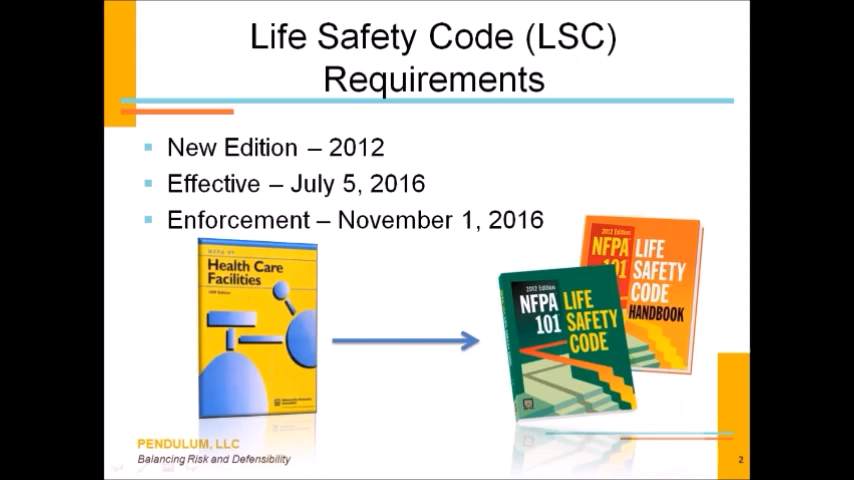 Life Safety Code (LSC)
Requirements
New Edition – 2012
Effective – July 5, 2016
Enforcement – November 1, 2016
NFPA 99
Health Care
Facilities
2012 Edition
NFPA
101
LIFE
SAFETY
CODE
HANDBOOK
2012 Edition
NFPA
101
LIFE
SAFETY
CODE
PENDULUM, LLC
Balancing Risk and Defensibility
2